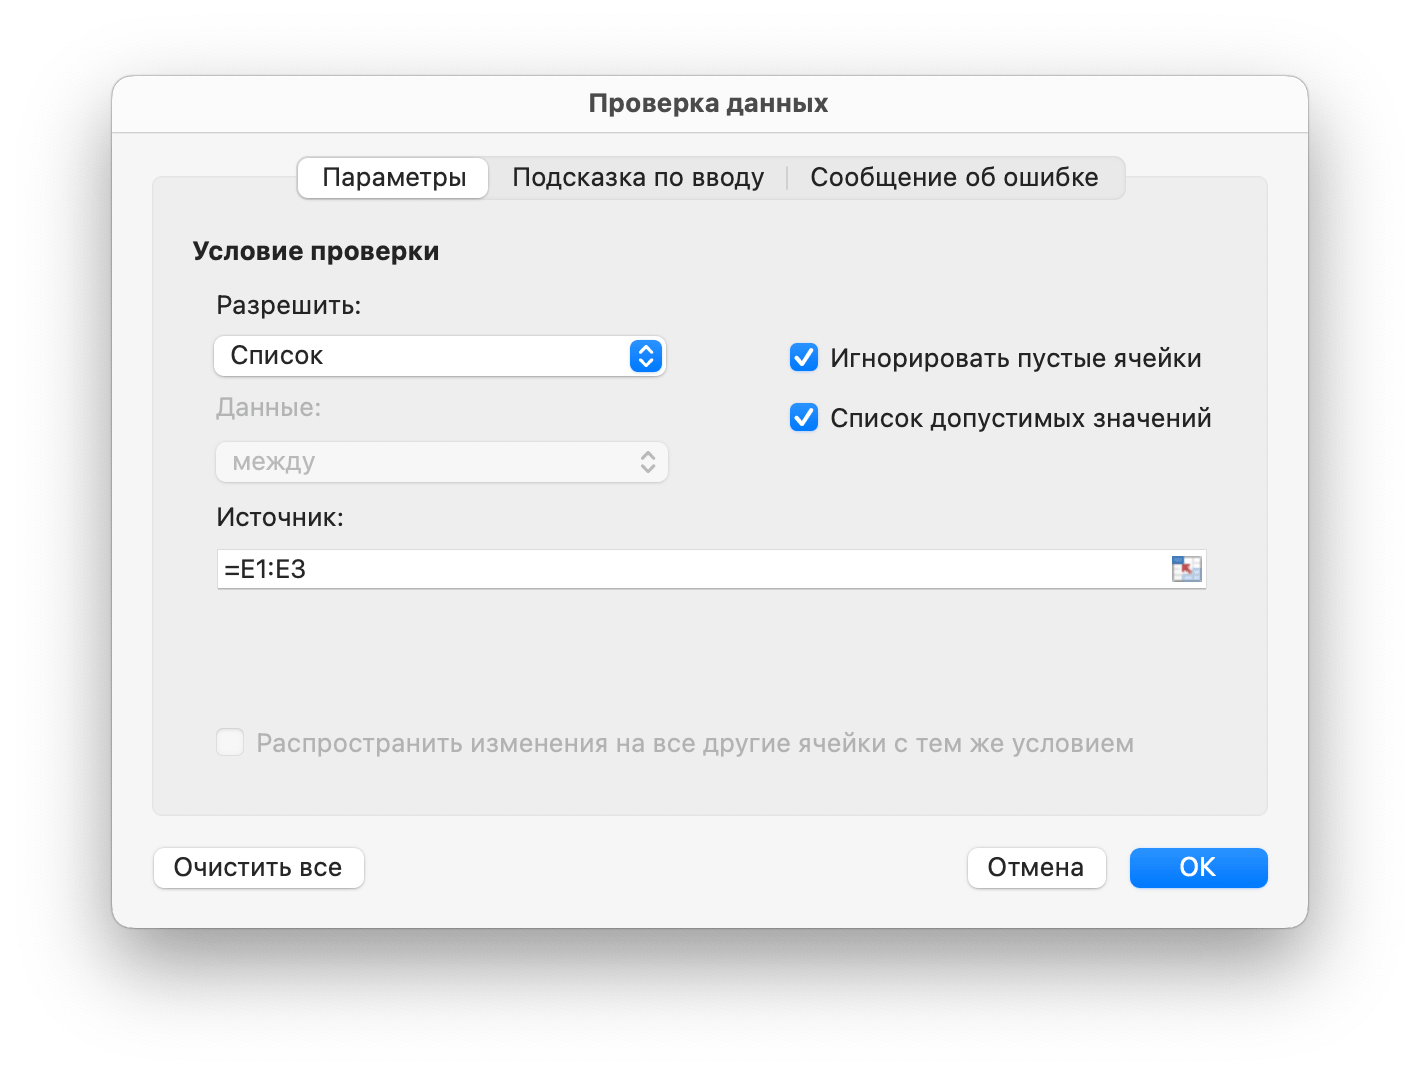 Проверка данных
Параметры Подсказка по вводу Сообщение об ошибке
Условие проверки
Разрешить:
Список
Игнорировать пустые ячейки
Данные:
Список допустимых значений
между
Источник:
=E1:E3
Распространить изменения на все другие ячейки с тем же условием
Очистить все Отмена ОК